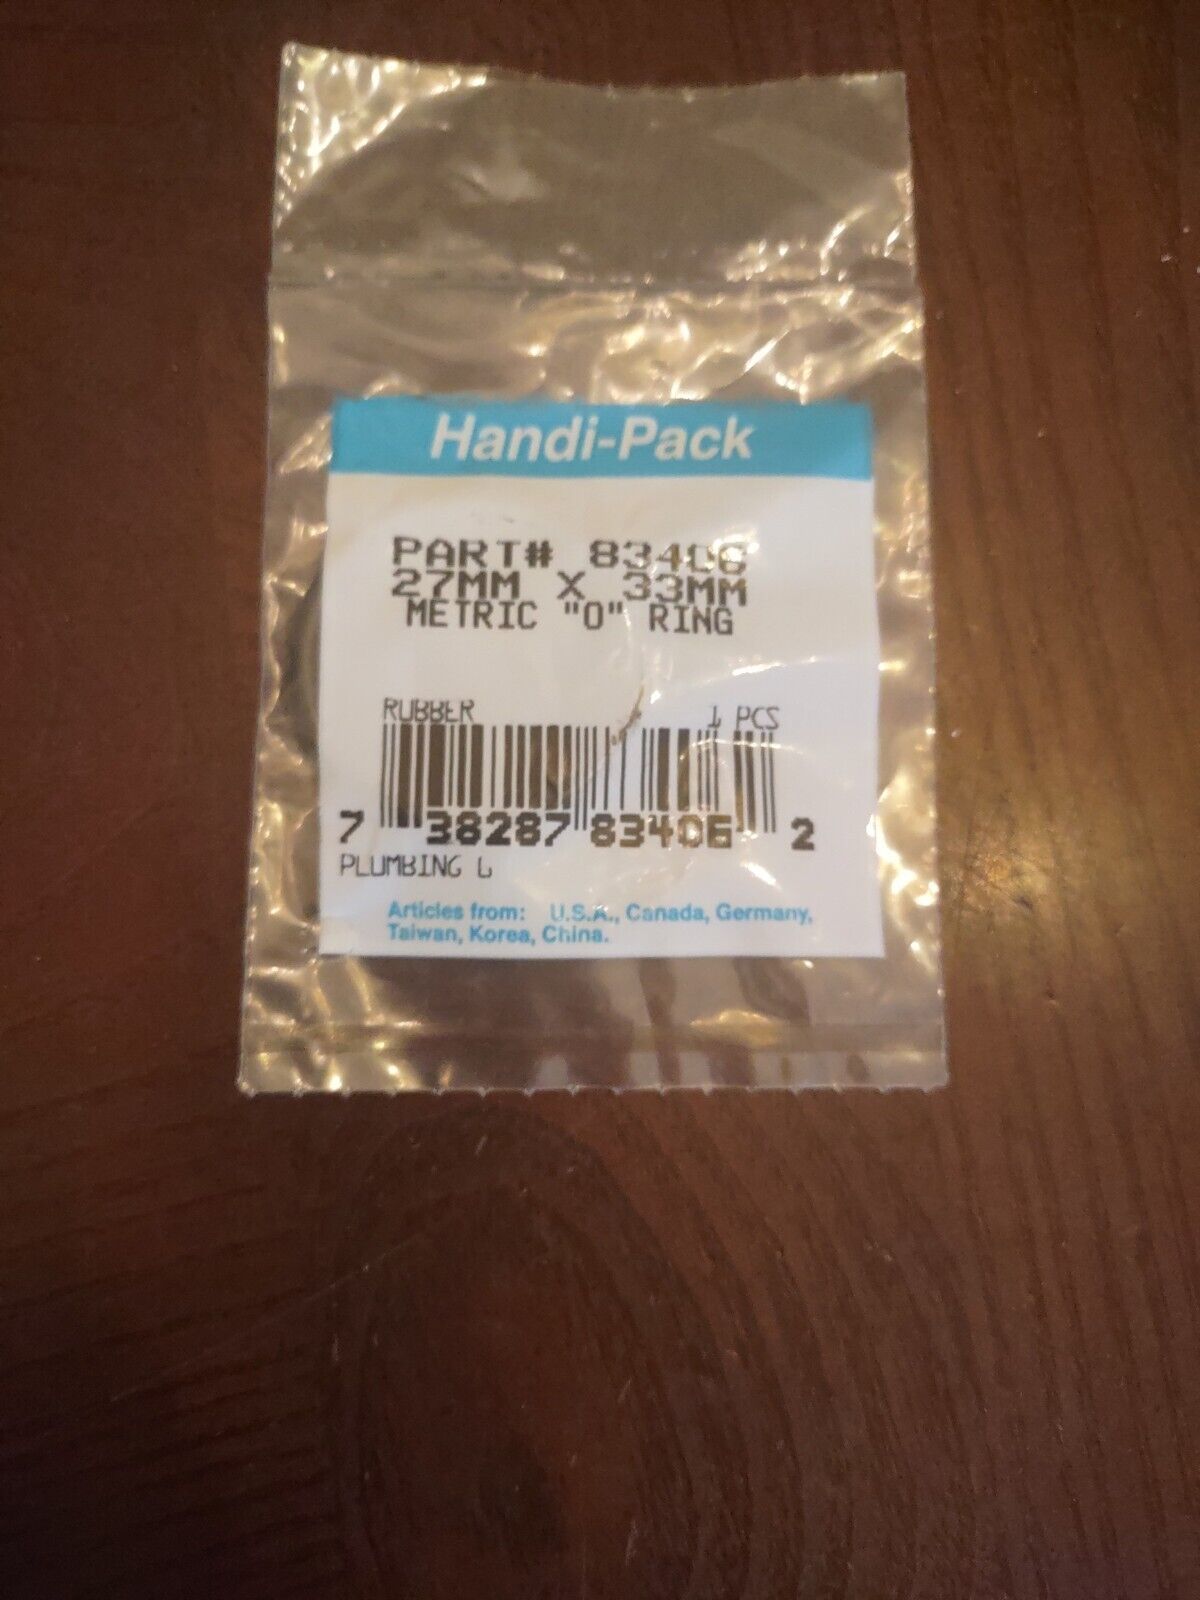 Handi-Pack
PART# 83406
27MM X 33MM
METRIC "O" RING
RUBBER 1 PCS
7 38287 83406 2
PLUMBING
Articles from: U.S.A., Canada, Germany,
Taiwan, Korea, China.